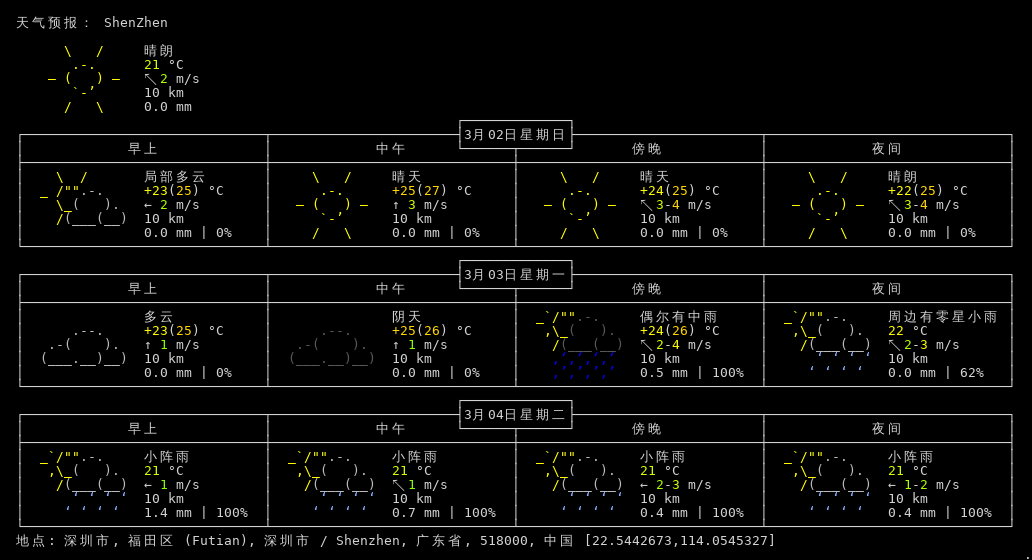 天气预报： ShenZhen
晴朗
21 °C
↖2 m/s
10 km
0.0 mm
3月02日星期日
早上 中午 傍晚 夜间
局部多云 晴天 晴天 晴朗
+23(25) °C +25(27) °C +24(25) °C +22(25) °C
← 2 m/s ↑ 3 m/s ↖3-4 m/s ↖3-4 m/s
10 km 10 km 10 km 10 km
0.0 mm | 0% 0.0 mm | 0% 0.0 mm | 0% 0.0 mm | 0%
3月03日星期一
早上 中午 傍晚 夜间
多云 阴天 偶尔有中雨 周边有零星小雨
+23(25) °C +25(26) °C +24(26) °C 22 °C
↑ 1 m/s ↑ 1 m/s ↖2-4 m/s ↖2-3 m/s
10 km 10 km 10 km 10 km
0.0 mm | 0% 0.0 mm | 0% 0.5 mm | 100% 0.0 mm | 62%
3月04日星期二
早上 中午 傍晚 夜间
小阵雨 小阵雨 小阵雨 小阵雨
21 °C 21 °C 21 °C 21 °C
← 1 m/s ↖1 m/s ← 2-3 m/s ← 1-2 m/s
10 km 10 km 10 km 10 km
1.4 mm | 100% 0.7 mm | 100% 0.4 mm | 100% 0.4 mm | 100%
地点: 深圳市, 福田区 (Futian), 深圳市 / Shenzhen, 广东省, 518000, 中国 [22.5442673,114.0545327]